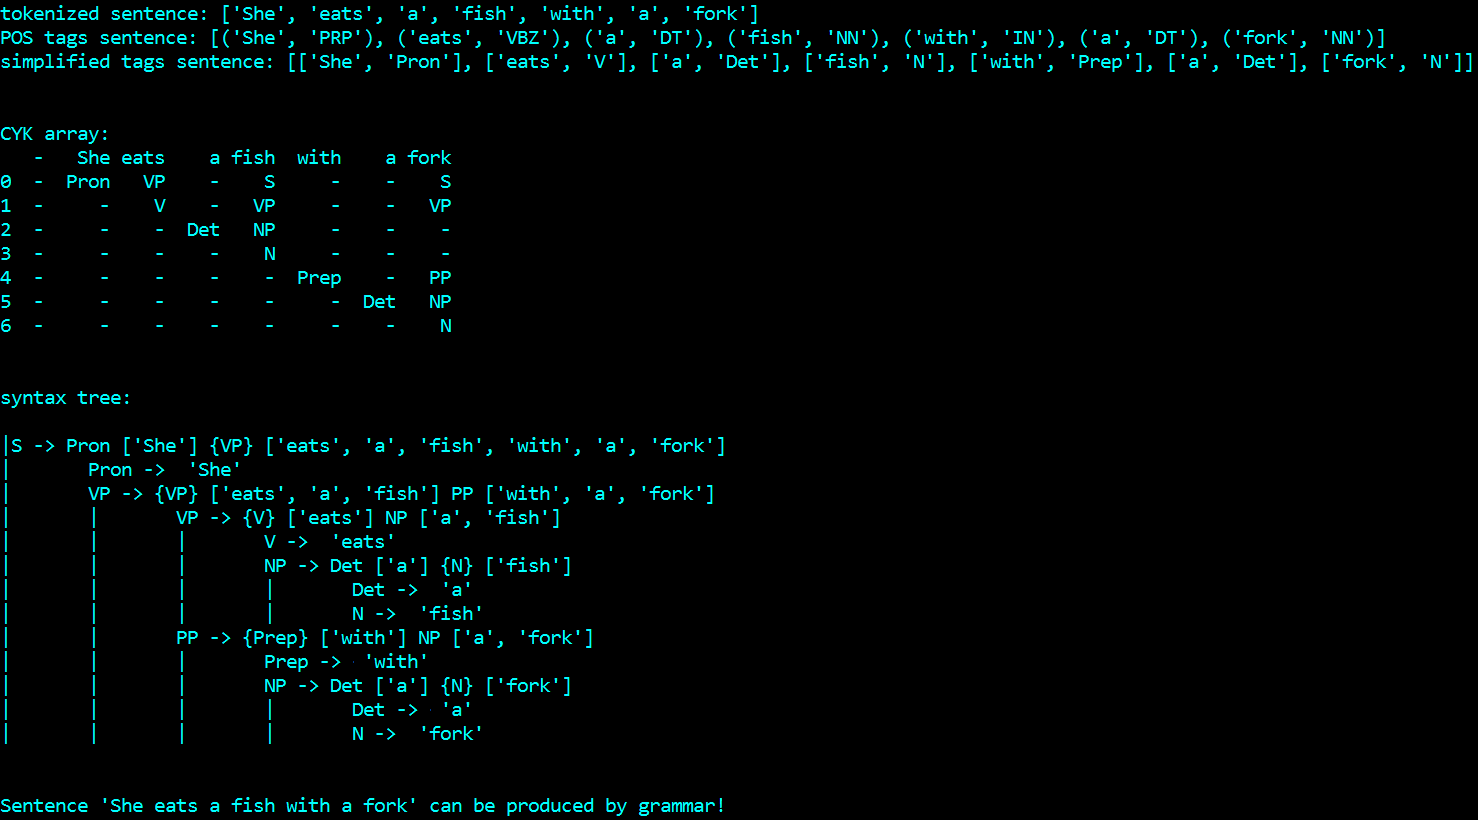 tokenized sentence: ['She', 'eats', 'a', 'fish', 'with', 'a', 'fork']
POS tags sentence: [('She', 'PRP'), ('eats', 'VBZ'), ('a', 'DT'), ('fish', 'NN'), ('with', 'IN'), ('a', 'DT'), ('fork', 'NN')]
simplified tags sentence: [['She', 'Pron'], ['eats', 'V'], ['a', 'Det'], ['fish', 'N'], ['with', 'Prep'], ['a', 'Det'], ['fork', 'N']]
CYK array:
   -   She eats    a fish  with    a fork
0  -  Pron   VP    -    S     -    -    S
1  -     -    V    -   VP     -    -   VP
2  -     -    -  Det   NP     -    -    -
3  -     -    -    -    N     -    -    -
4  -     -    -    -    -  Prep    -   PP
5  -     -    -    -    -     -  Det   NP
6  -     -    -    -    -     -    -    N
syntax tree:
|S -> Pron ['She'] {VP} ['eats', 'a', 'fish', 'with', 'a', 'fork']
|       Pron ->  'She'
|       VP -> {VP} ['eats', 'a', 'fish'] PP ['with', 'a', 'fork']
|       |       VP -> {V} ['eats'] NP ['a', 'fish']
|       |       |       V ->  'eats'
|       |       |       NP -> Det ['a'] {N} ['fish']
|       |       |       |       Det ->  'a'
|       |       |       |       N ->  'fish'
|       |       PP -> {Prep} ['with'] NP ['a', 'fork']
|       |       |       Prep ->  'with'
|       |       |       NP -> Det ['a'] {N} ['fork']
|       |       |       |       Det ->  'a'
|       |       |       |       N ->  'fork'
Sentence 'She eats a fish with a fork' can be produced by grammar!